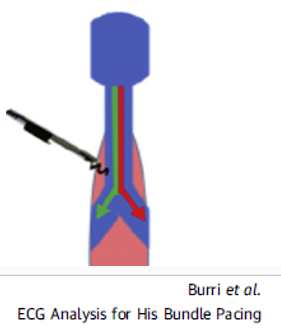 Burri et al.
ECG Analysis for His Bundle Pacing